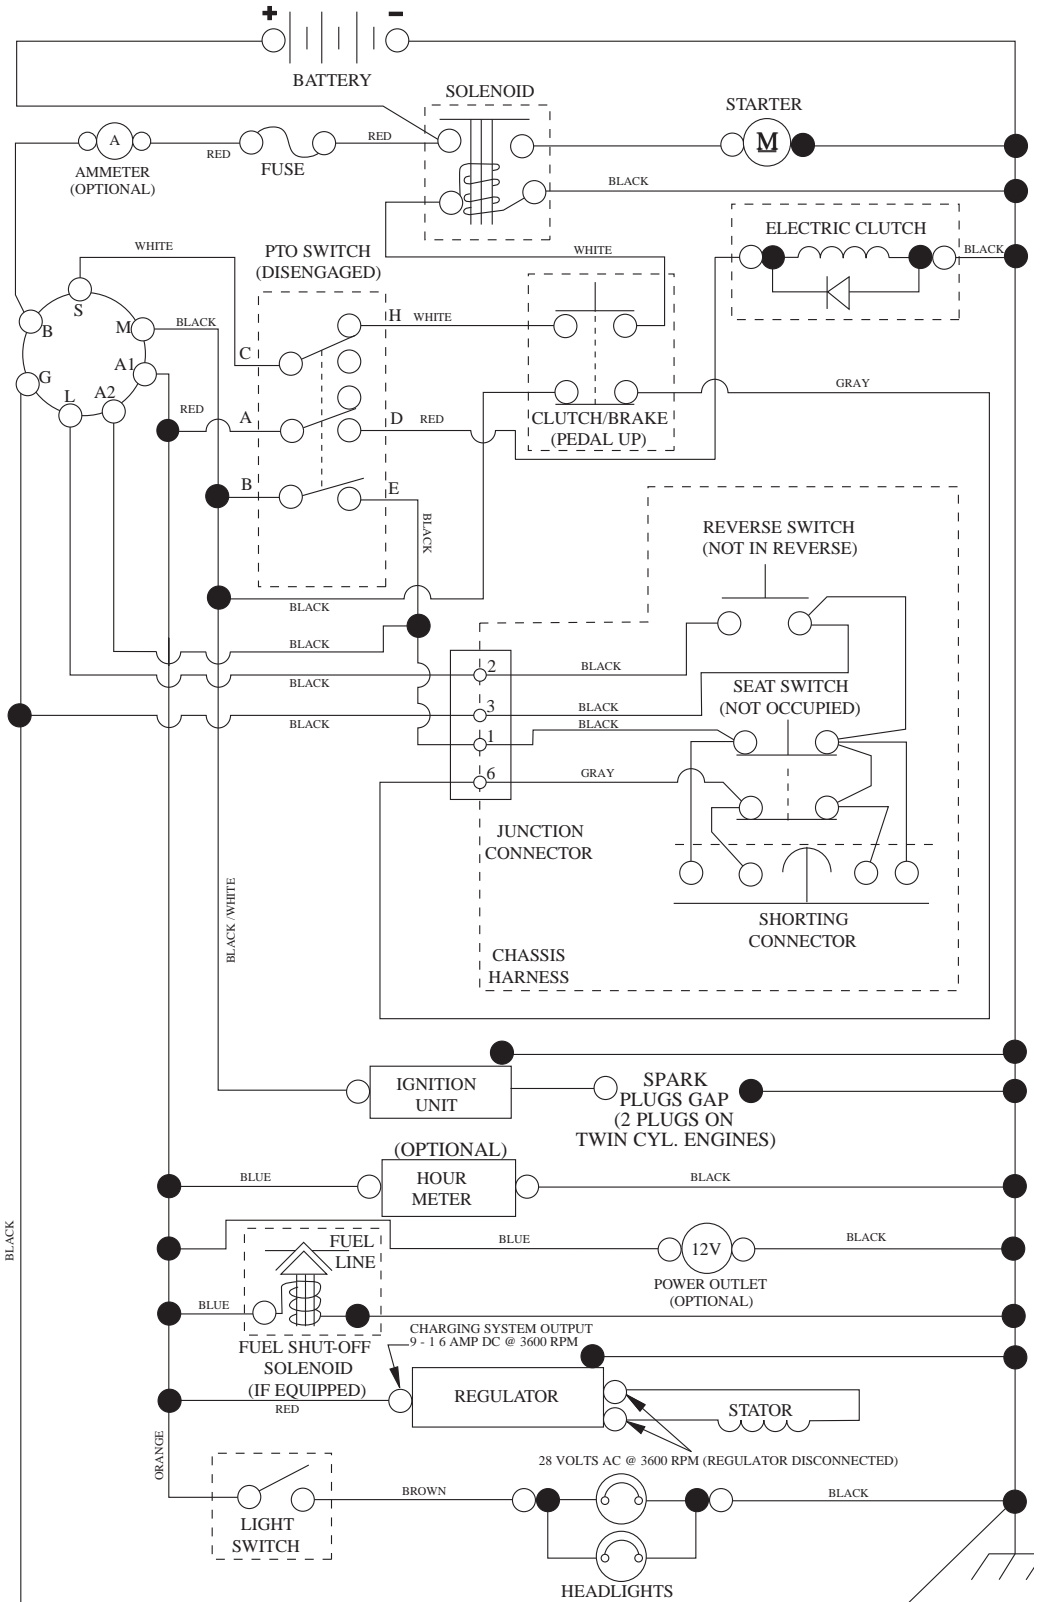 + −
BATTERY
SOLENOID
STARTER
A
M
RED
FUSE
RED
AMMETER
(OPTIONAL)
BLACK
ELECTRIC CLUTCH
WHITE
PTO SWITCH
(DISENGAGED)
WHITE
BLACK
S
B
M
BLACK
H
WHITE
C
A1
G
L
A2
RED
A
D
RED
GRAY
CLUTCH/BRAKE
(PEDAL UP)
B
E
BLACK
REVERSE SWITCH
(NOT IN REVERSE)
BLACK
BLACK
2
BLACK
BLACK
SEAT SWITCH
(NOT OCCUPIED)
3
BLACK
BLACK
BLACK
1
6
GRAY
JUNCTION
CONNECTOR
BLACK /WHITE
SHORTING
CONNECTOR
CHASSIS
HARNESS
IGNITION
UNIT
SPARK
PLUGS GAP
(2 PLUGS ON
TWIN CYL. ENGINES)
(OPTIONAL)
BLUE
HOUR
METER
BLACK
BLACK
FUEL
LINE
BLUE
12V
BLACK
POWER OUTLET
(OPTIONAL)
BLUE
FUEL SHUT-OFF
SOLENOID
(IF EQUIPPED)
CHARGING SYSTEM OUTPUT
9 - 1 6 AMP DC @ 3600 RPM
RED
REGULATOR
STATOR
28 VOLTS AC @ 3600 RPM (REGULATOR DISCONNECTED)
ORANGE
BROWN
BLACK
LIGHT
SWITCH
HEADLIGHTS